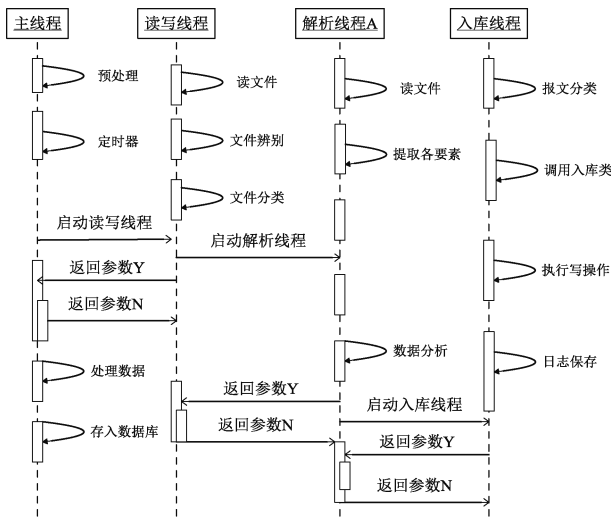 主线程 读写线程 解析线程A 入库线程
预处理 读文件 读文件 报文分类
定时器 文件辨别 提取各要素 调用入库类
文件分类
启动读写线程
启动解析线程
返回参数Y 执行写操作
返回参数N
数据分析 日志保存
处理数据
返回参数Y
启动入库线程
存入数据库 返回参数N
返回参数Y
返回参数N